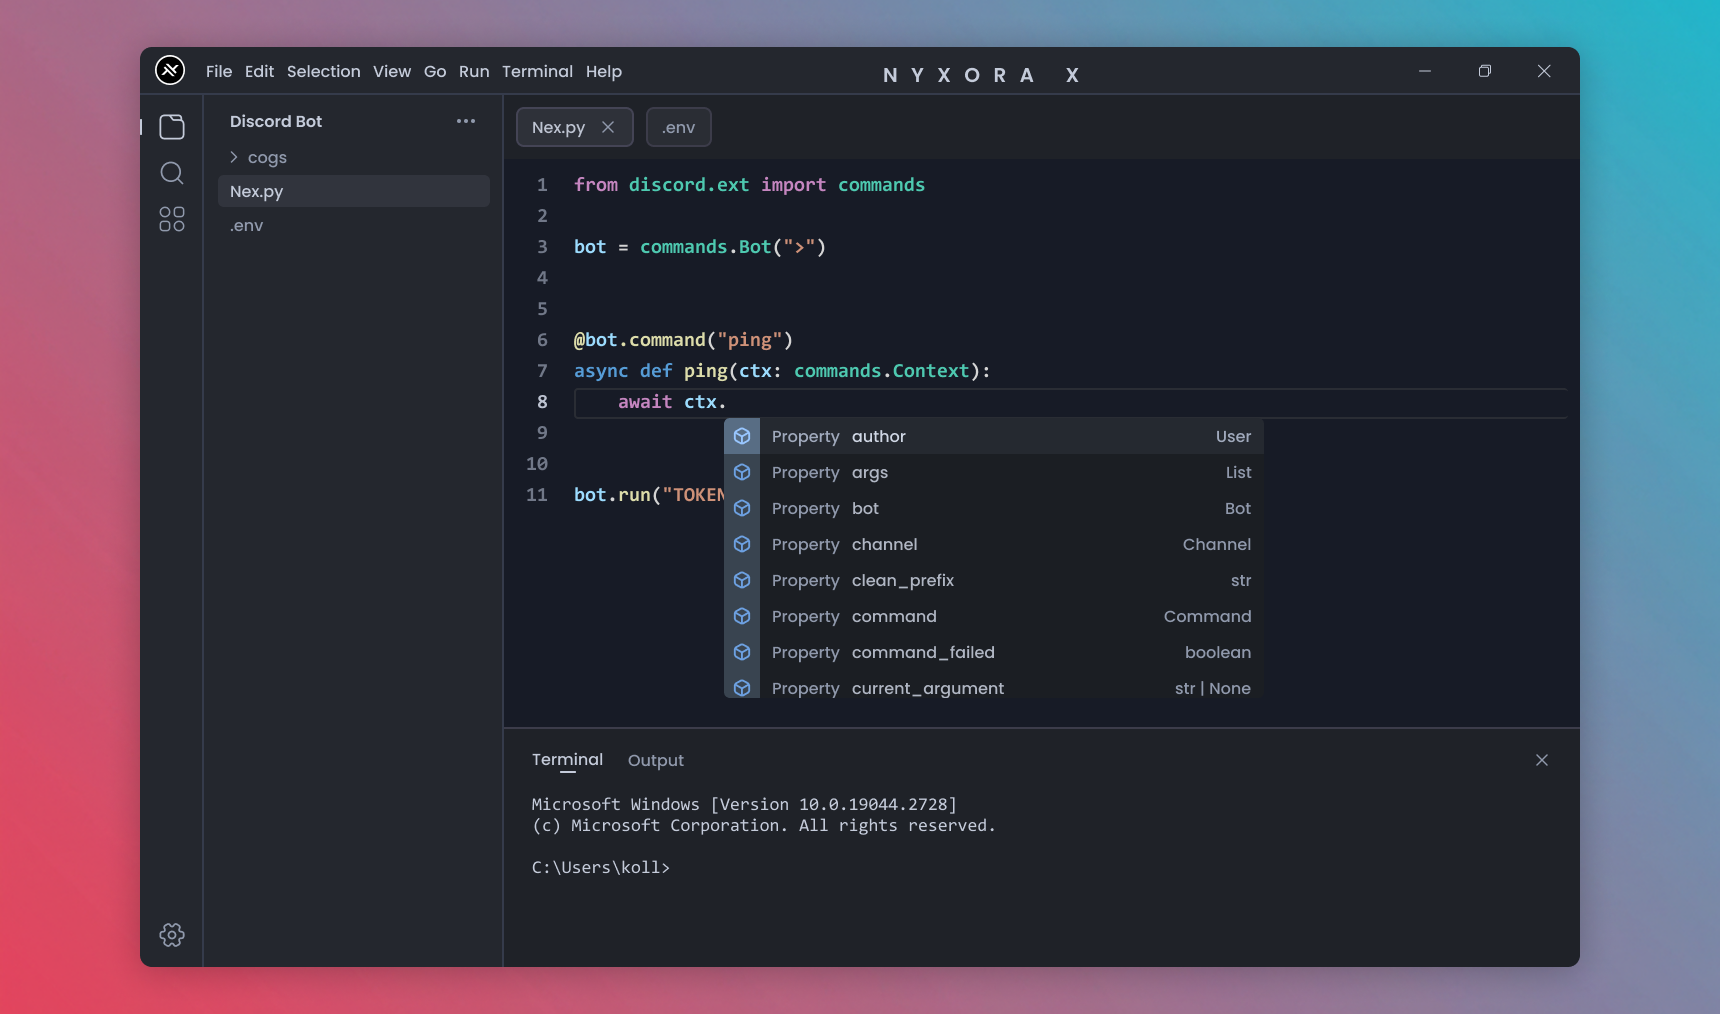 File Edit Selection View Go Run Terminal Help
NYXORA X
Discord Bot
cogs
Nex.py
.env
Nex.py
.env
1 from discord.ext import commands
2
3 bot = commands.Bot(">")
4
5
6 @bot.command("ping")
7 async def ping(ctx: commands.Context):
8 await ctx.
9
10
11 bot.run("TOKEN
Property author User
Property args List
Property bot Bot
Property channel Channel
Property clean_prefix str
Property command Command
Property command_failed boolean
Property current_argument str | None
Terminal Output
Microsoft Windows [Version 10.0.19044.2728]
(c) Microsoft Corporation. All rights reserved.
C:\Users\koll>